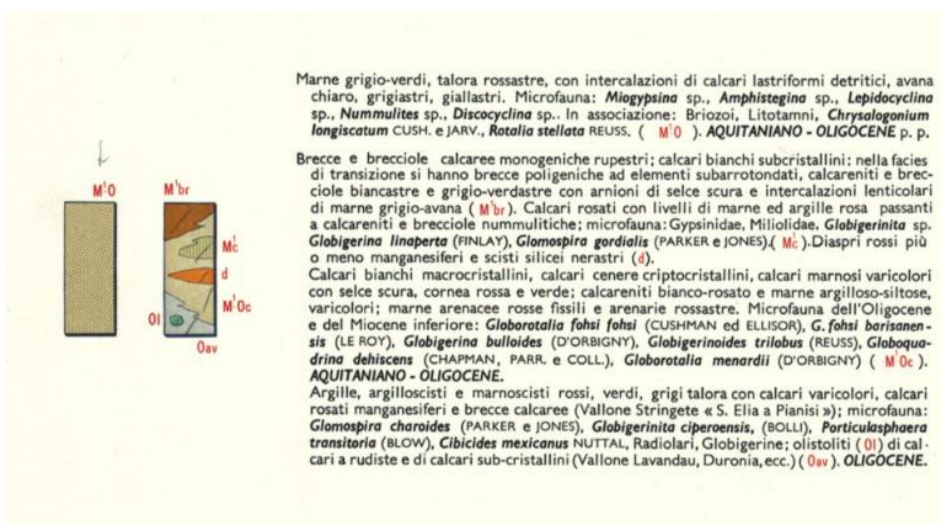 M¹O
M¹br
M¹c
d
M¹Oc
Ol
Oav
Marne grigio-verdi, talora rossastre, con intercalazioni di calcari lastriformi detritici, avana
chiaro, grigiastri, giallastri. Microfauna: Miogypsina sp., Amphistegina sp., Lepidocyclina
sp., Nummulites sp., Discocyclina sp.. In associazione: Briozoi, Litotamni, Chrysalogonium
longiscatum CUSH. e JARV., Rotalia stellata REUSS. ( M¹O ). AQUITANIANO - OLIGOCENE p. p.
Brecce e brecciole calcaree monogeniche rupestri; calcari bianchi subcristallini: nella facies
di transizione si hanno brecce poligeniche ad elementi subarrotondati, calcareniti e brec-
ciole biancastre e grigio-verdastre con arnioni di selce scura e intercalazioni lenticolari
di marne grigio-avana ( M¹br ). Calcari rosati con livelli di marne ed argille rosa passanti
a calcareniti e brecciole nummulitiche; microfauna: Gypsinidae, Miliolidae, Globigerinita sp.
Globigerina linaperta (FINLAY), Glomospira gordialis (PARKER e JONES).( M¹c ).Diaspri rossi più
o meno manganesiferi e scisti silicei nerastri (d).
Calcari bianchi macrocristallini, calcari cenere criptocristallini, calcari marnosi varicolori
con selce scura, cornea rossa e verde; calcareniti bianco-rosato e marne argilloso-siltose,
varicolori; marne arenacee rosse fissili e arenarie rossastre. Microfauna dell'Oligocene
e del Miocene inferiore: Globorotalia fohsi fohsi (CUSHMAN ed ELLISOR), G. fohsi barisanen-
sis (LE ROY), Globigerina bulloides (D'ORBIGNY), Globigerinoides trilobus (REUSS), Globoqua-
drina dehiscens (CHAPMAN, PARR. e COLL.), Globorotalia menardii (D'ORBIGNY) ( M¹Oc ).
AQUITANIANO - OLIGOCENE.
Argille, argilloscisti e marnoscisti rossi, verdi, grigi talora con calcari varicolori, calcari
rosati manganesiferi e brecce calcaree (Vallone Stringete « S. Elia a Pianisi »); microfauna:
Glomospira charoides (PARKER e JONES), Globigerinita ciperoensis, (BOLLI), Porticulasphaera
transitoria (BLOW), Cibicides mexicanus NUTTAL, Radiolari, Globigerine; olistoliti ( Ol ) di cal-
cari a rudiste e di calcari sub-cristallini (Vallone Lavandau, Duronia, ecc.) ( Oav ). OLIGOCENE.